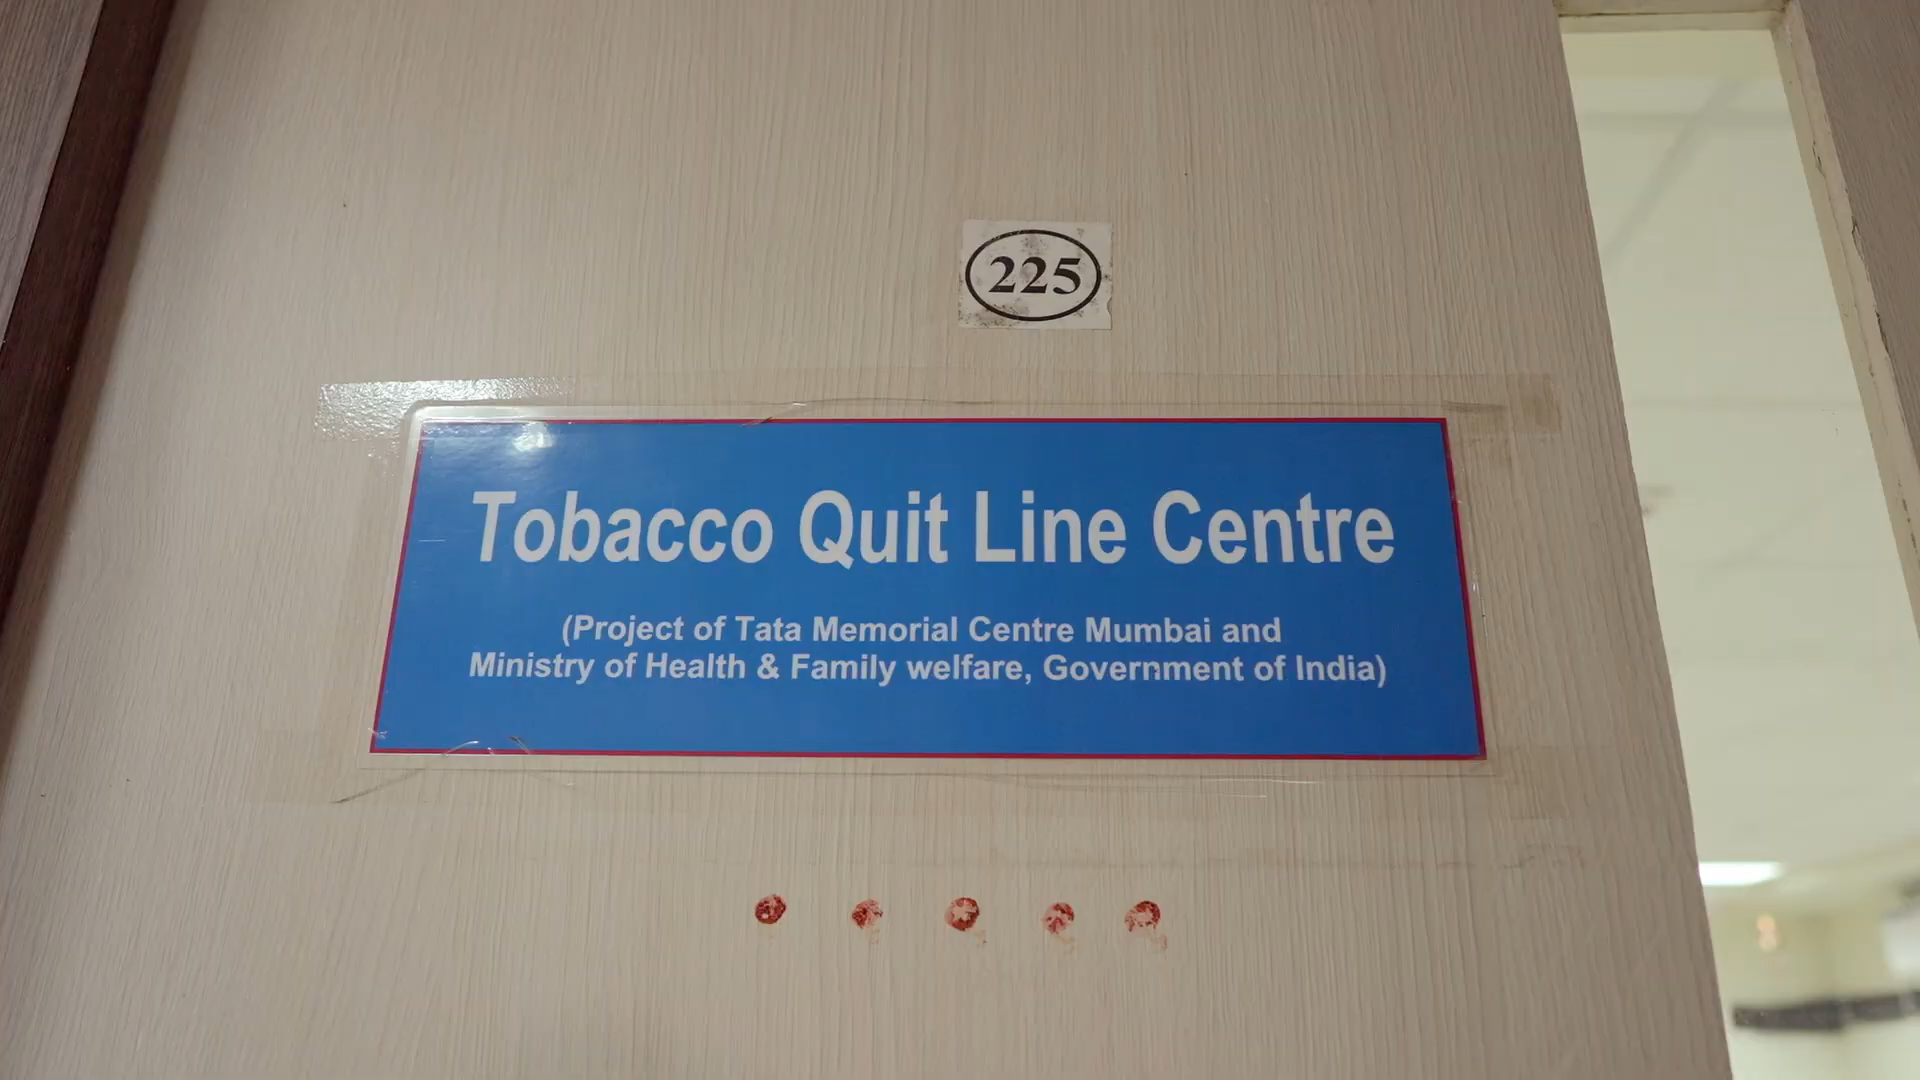 225
Tobacco Quit Line Centre
(Project of Tata Memorial Centre Mumbai and
Ministry of Health & Family welfare, Government of India)